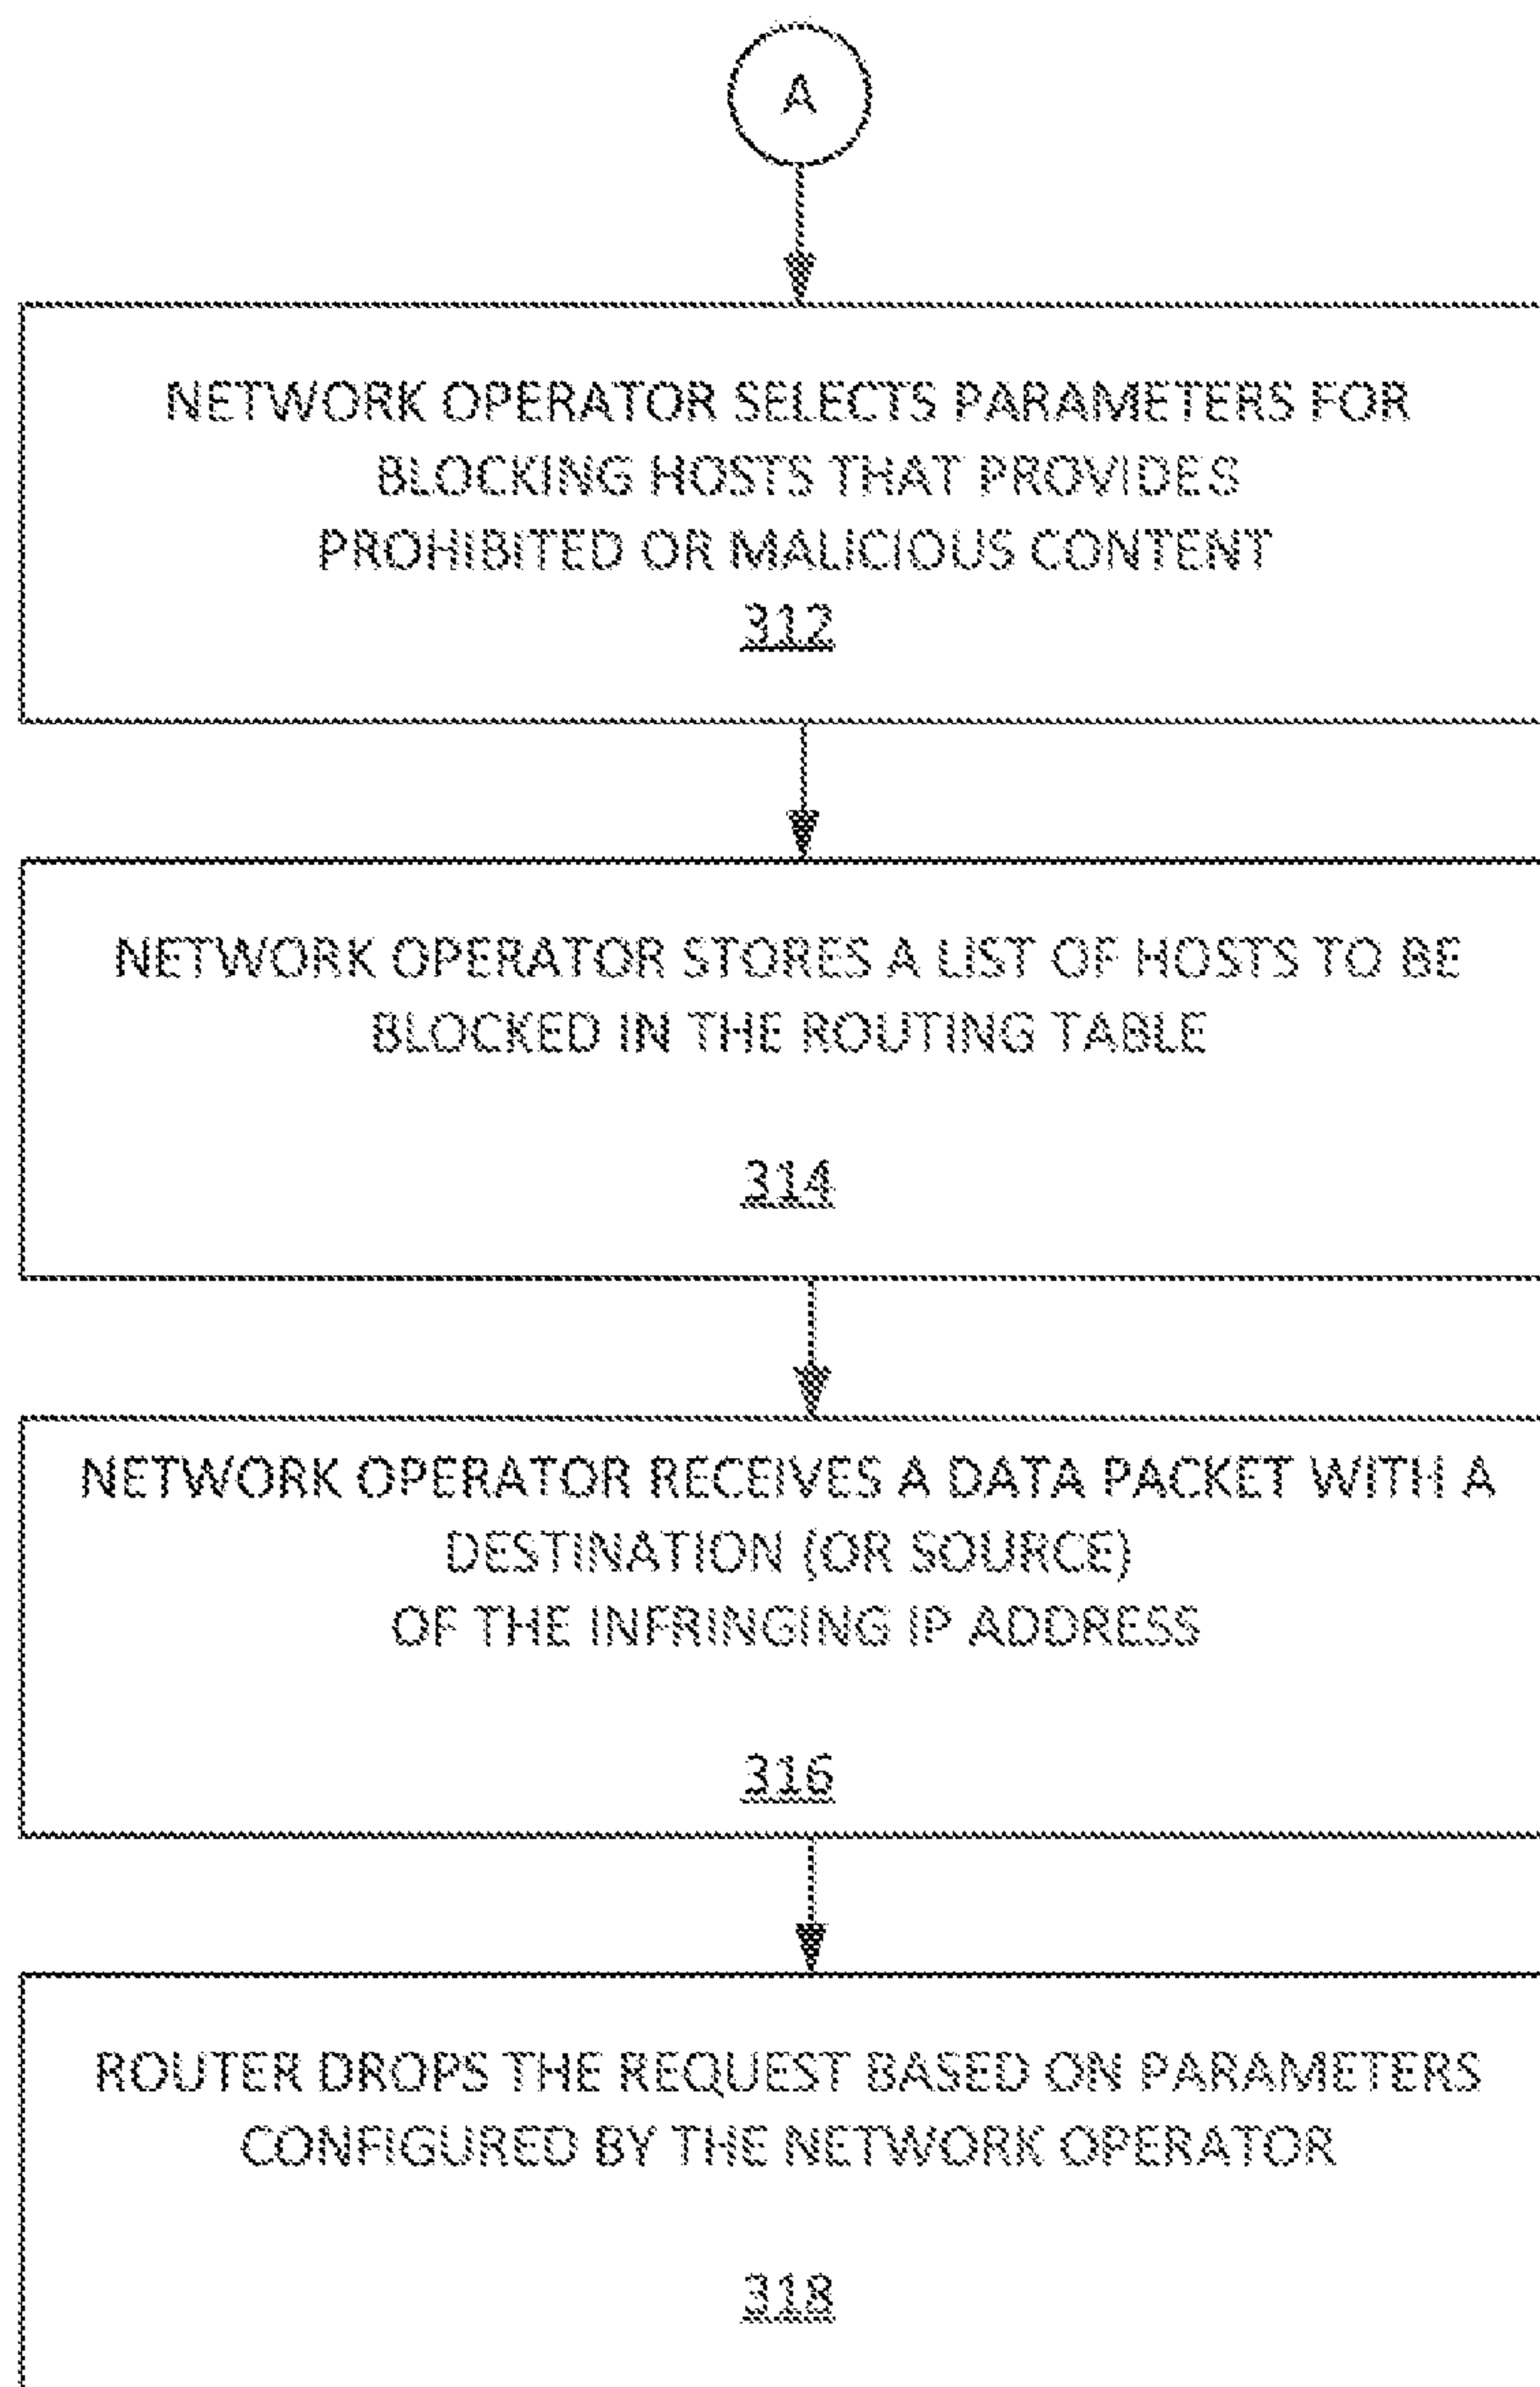 A
NETWORK OPERATOR SELECTS PARAMETERS FOR
BLOCKING HOSTS THAT PROVIDES
PROHIBITED OR MALICIOUS CONTENT
312
NETWORK OPERATOR STORES A LIST OF HOSTS TO BE
BLOCKED IN THE ROUTING TABLE
314
NETWORK OPERATOR RECEIVES A DATA PACKET WITH A
DESTINATION (OR SOURCE)
OF THE INFRINGING IP ADDRESS
316
ROUTER DROPS THE REQUEST BASED ON PARAMETERS
CONFIGURED BY THE NETWORK OPERATOR
318